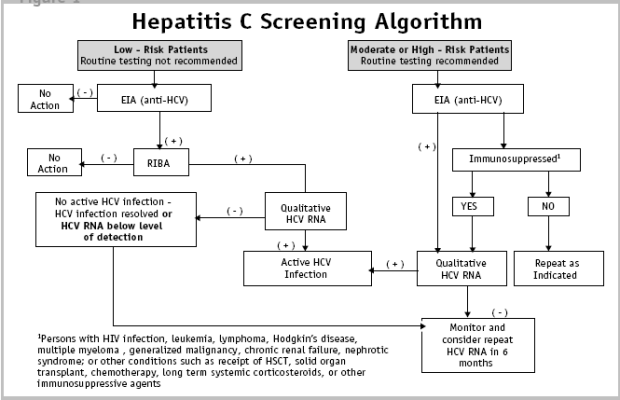 Figure 1
Hepatitis C Screening Algorithm
Low - Risk Patients
Routine testing not recommended
Moderate or High - Risk Patients
Routine testing recommended
No
Action
(-)
EIA (anti-HCV)
EIA (anti-HCV)
(+)
(+)
No
Action
(-)
RIBA
(+)
Immunosuppressed¹
No active HCV infection -
HCV infection resolved or
HCV RNA below level
of detection
(-)
Qualitative
HCV RNA
YES
NO
(+)
Active HCV
Infection
(+)
Qualitative
HCV RNA
Repeat as
Indicated
(-)
Monitor and
consider repeat
HCV RNA in 6
months
¹Persons with HIV infection, leukemia, lymphoma, Hodgkin's disease,
multiple myeloma , generalized malignancy, chronic renal failure, nephrotic
syndrome; or other conditions such as receipt of HSCT, solid organ
transplant, chemotherapy, long term systemic corticosteroids, or other
immunosuppressive agents